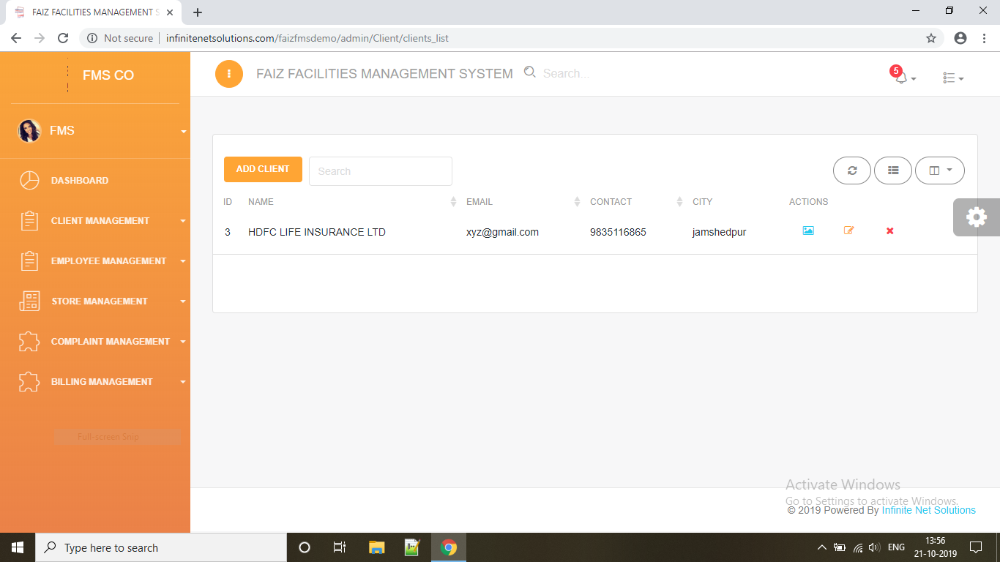 FAIZ FACILITIES MANAGEMENT S
Not secure
infinitenetsolutions.com/faizfmsdemo/admin/Client/clients_list
FMS CO
FAIZ FACILITIES MANAGEMENT SYSTEM
Search...
5
FMS
DASHBOARD
CLIENT MANAGEMENT
EMPLOYEE MANAGEMENT
STORE MANAGEMENT
COMPLAINT MANAGEMENT
BILLING MANAGEMENT
Full-screen Snip
ADD CLIENT
Search
ID NAME EMAIL CONTACT CITY ACTIONS
3 HDFC LIFE INSURANCE LTD xyz@gmail.com 9835116865 jamshedpur
Activate Windows
Go to Settings to activate Windows.
© 2019 Powered By Infinite Net Solutions
Type here to search
ENG
13:56
21-10-2019